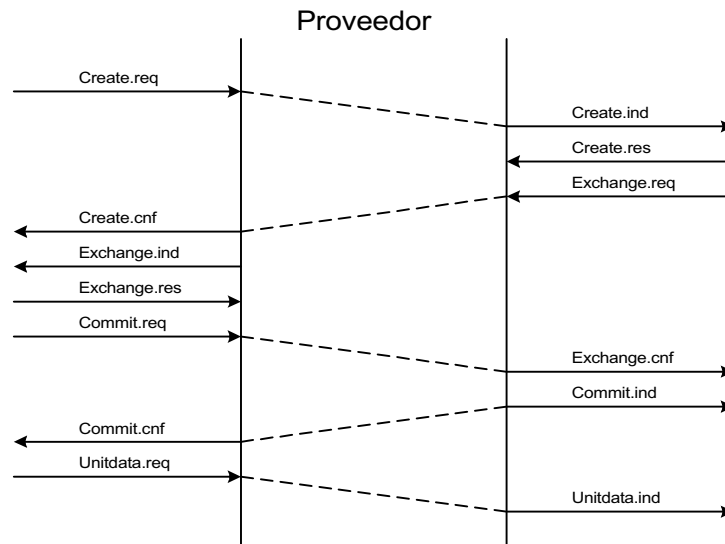 Proveedor
Create.req
Create.ind
Create.res
Exchange.req
Create.cnf
Exchange.ind
Exchange.res
Commit.req
Exchange.cnf
Commit.ind
Commit.cnf
Unitdata.req
Unitdata.ind